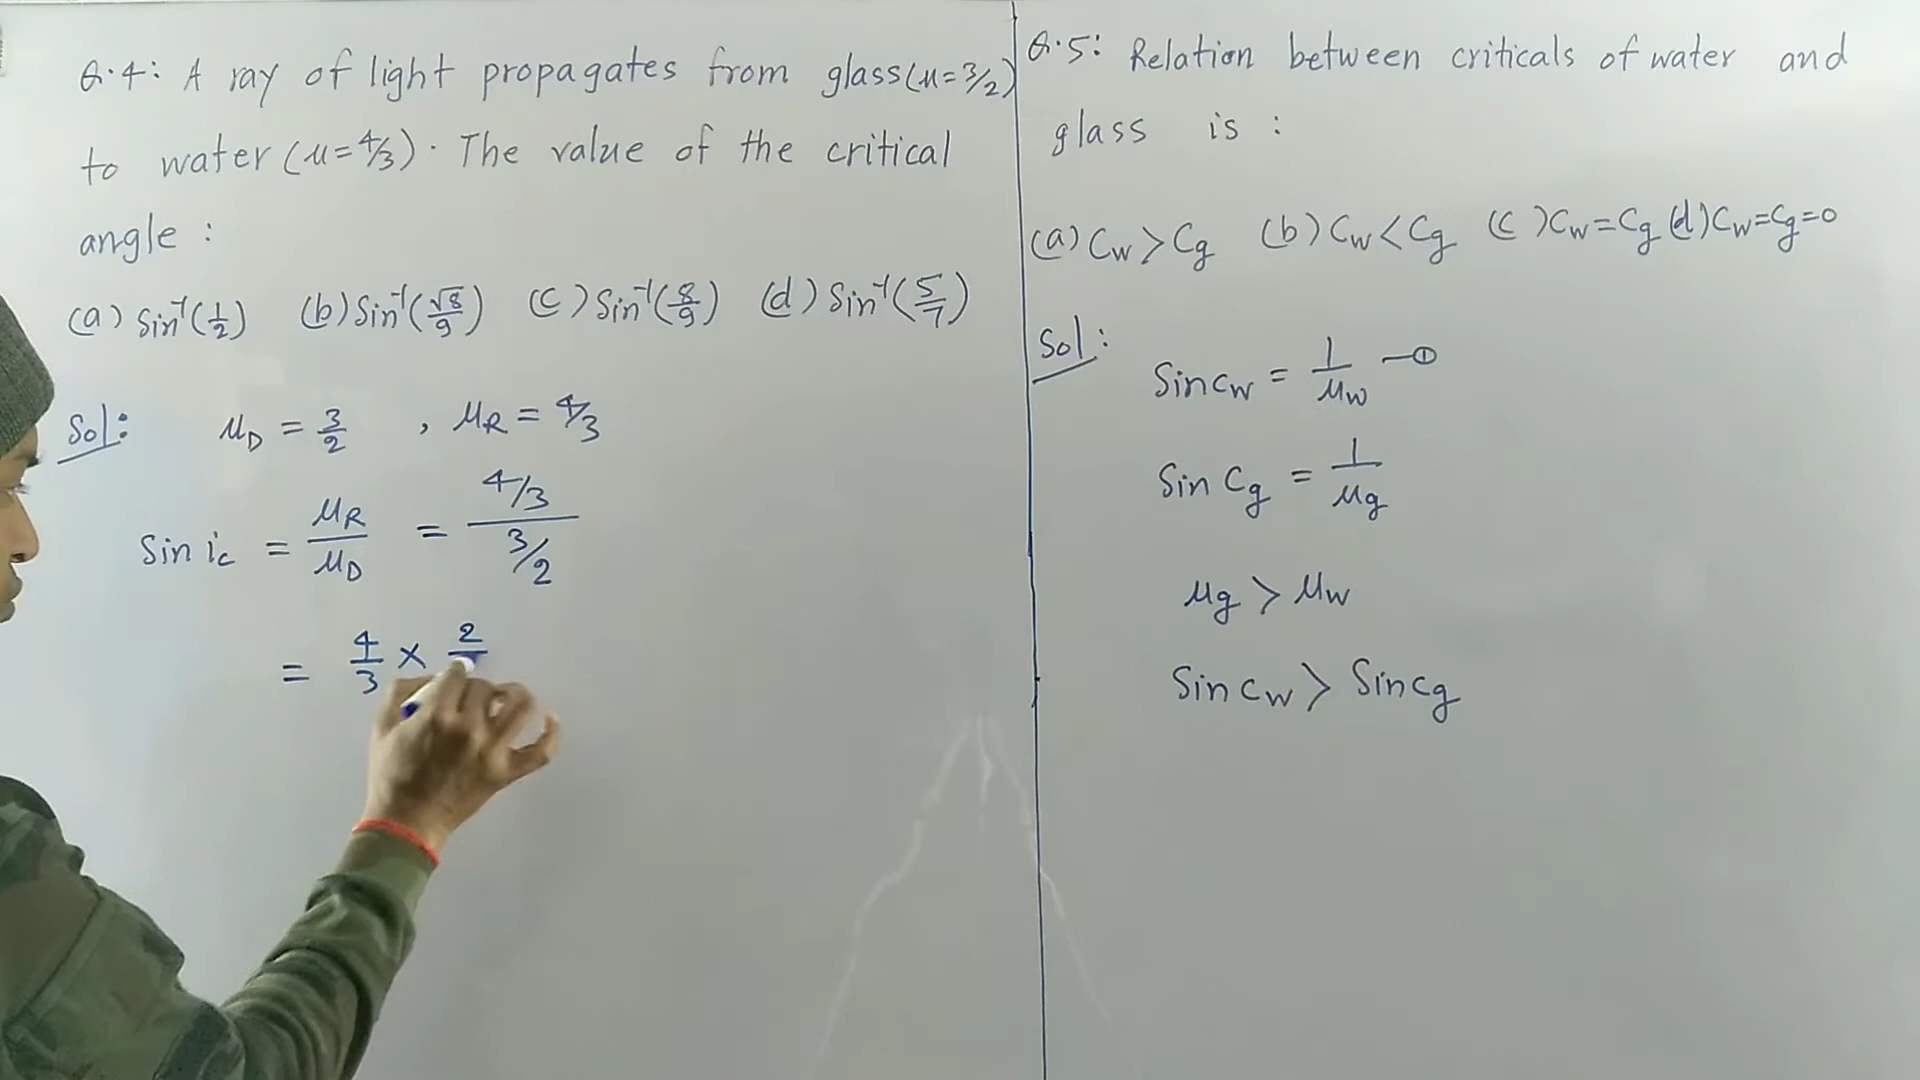 Q.4: A ray of light propagates from glass (μ=3/2)
to water (μ=4/3). The value of the critical
angle :
(a) Sin⁻¹(1/2) (b) Sin⁻¹(√8/9) (c) Sin⁻¹(8/9) (d) Sin⁻¹(5/7)
Sol: μD = 3/2 , μR = 4/3
Sin ic = μR/μD = (4/3)/(3/2)
= 4/3 × 2/
Q.5: Relation between criticals of water and
glass is :
(a) Cw > Cg (b) Cw < Cg (c) Cw = Cg (d) Cw = Cg = 0
Sol: Sin Cw = 1/μw —①
Sin Cg = 1/μg
μg > μw
Sin Cw > Sin Cg